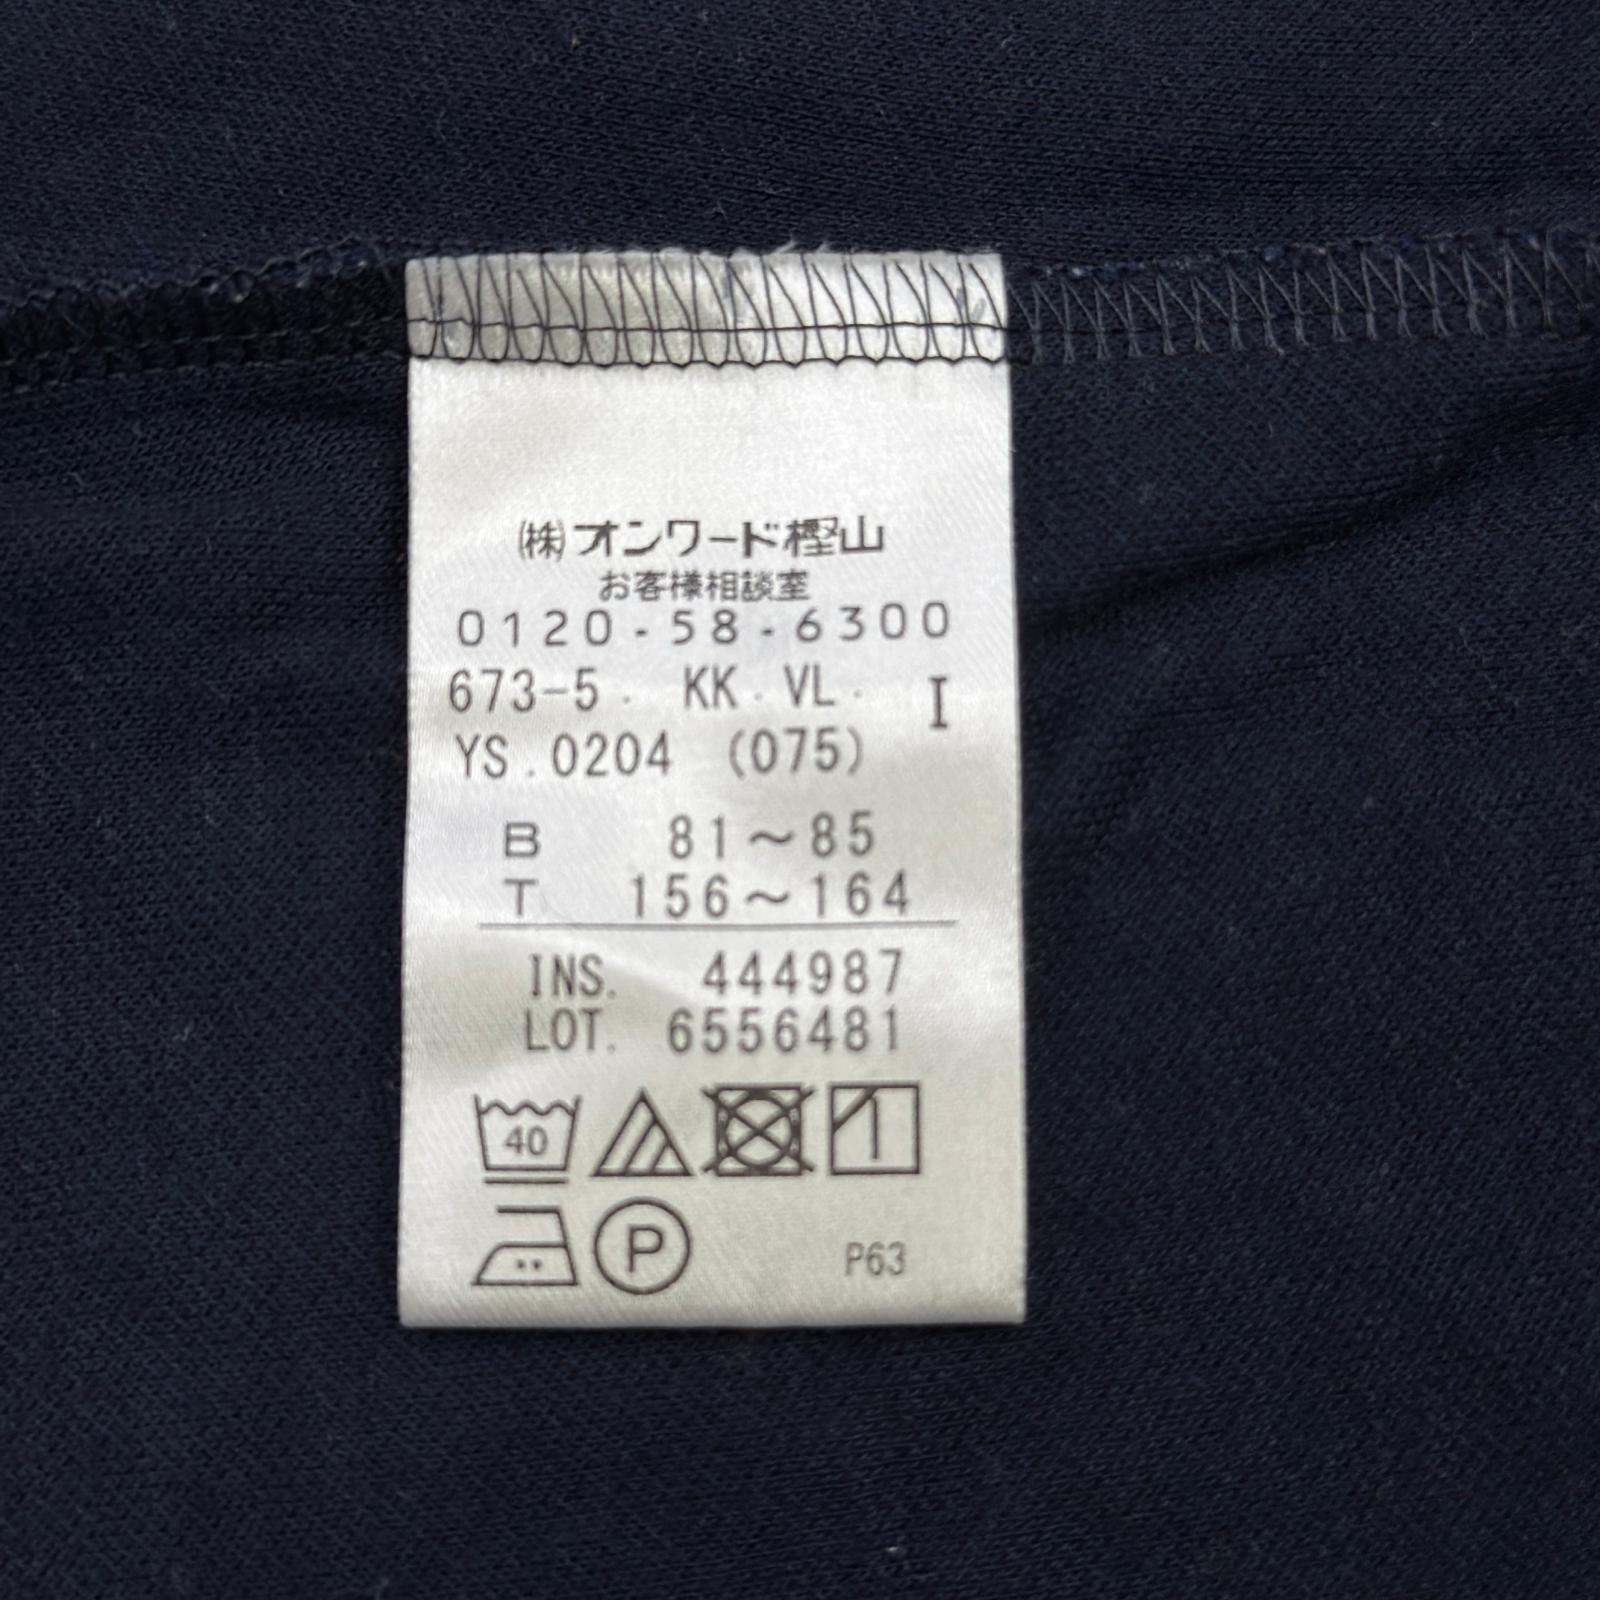 (株)オンワード樫山
お客様相談室
0120-58-6300
673-5. KK. VL. I
YS.0204 (075)
B 81～85
T 156～164
INS. 444987
LOT. 6556481
40
P
P63